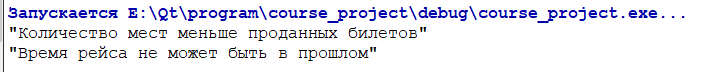 Запускается E:\Qt\program\course_project\debug\course_project.exe...
"Количество мест меньше проданных билетов"
"Время рейса не может быть в прошлом"